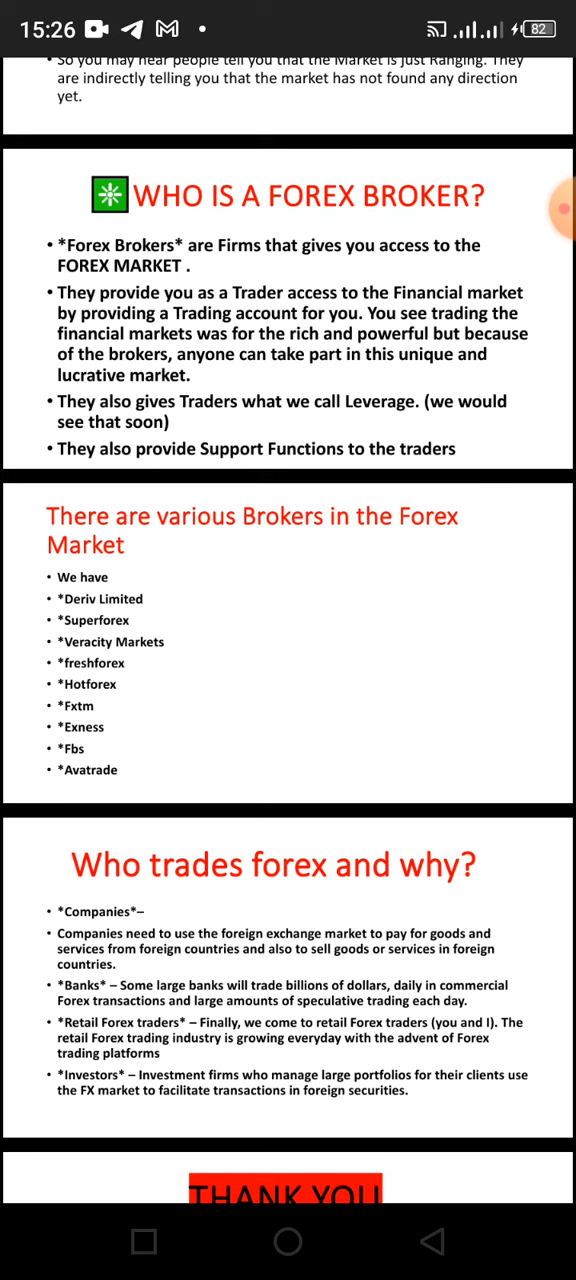 15:26
82
• So you may hear people tell you that the Market is just Ranging. They
are indirectly telling you that the market has not found any direction
yet.
WHO IS A FOREX BROKER?
• *Forex Brokers* are Firms that gives you access to the
FOREX MARKET .
• They provide you as a Trader access to the Financial market
by providing a Trading account for you. You see trading the
financial markets was for the rich and powerful but because
of the brokers, anyone can take part in this unique and
lucrative market.
• They also gives Traders what we call Leverage. (we would
see that soon)
• They also provide Support Functions to the traders
There are various Brokers in the Forex
Market
• We have
• *Deriv Limited
• *Superforex
• *Veracity Markets
• *freshforex
• *Hotforex
• *Fxtm
• *Exness
• *Fbs
• *Avatrade
Who trades forex and why?
• *Companies*–
• Companies need to use the foreign exchange market to pay for goods and
services from foreign countries and also to sell goods or services in foreign
countries.
• *Banks* – Some large banks will trade billions of dollars, daily in commercial
Forex transactions and large amounts of speculative trading each day.
• *Retail Forex traders* – Finally, we come to retail Forex traders (you and I). The
retail Forex trading industry is growing everyday with the advent of Forex
trading platforms
• *Investors* – Investment firms who manage large portfolios for their clients use
the FX market to facilitate transactions in foreign securities.
THANK YOU